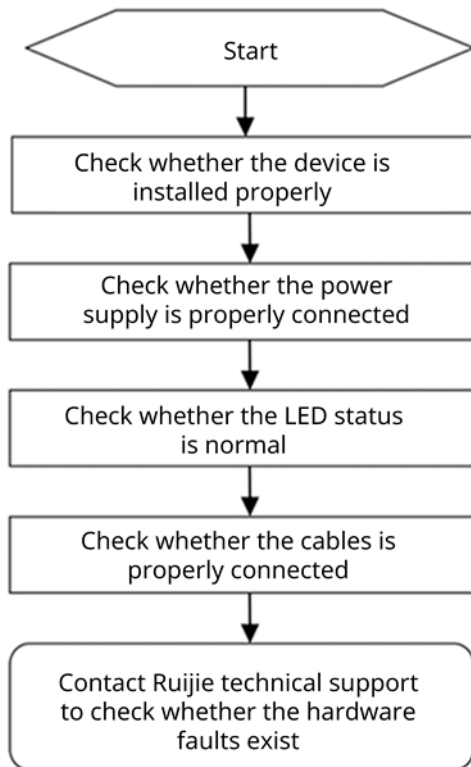 Start
Check whether the device is
installed properly
Check whether the power
supply is properly connected
Check whether the LED status
is normal
Check whether the cables is
properly connected
Contact Ruijie technical support
to check whether the hardware
faults exist